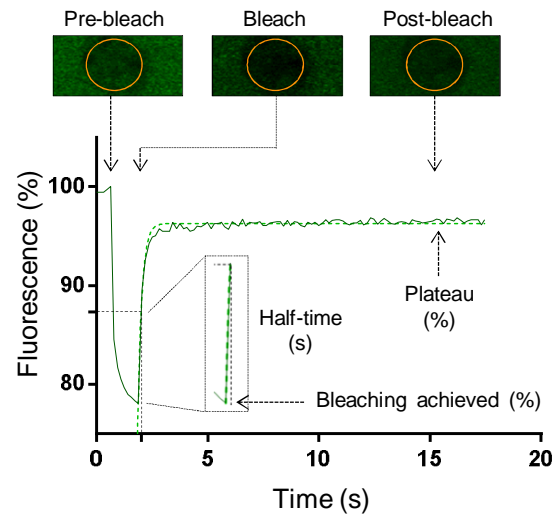 Pre-bleach
Bleach
Post-bleach
100
90
80
Fluorescence (%)
Half-time
(s)
Plateau
(%)
Bleaching achieved (%)
0
5
10
15
20
Time (s)